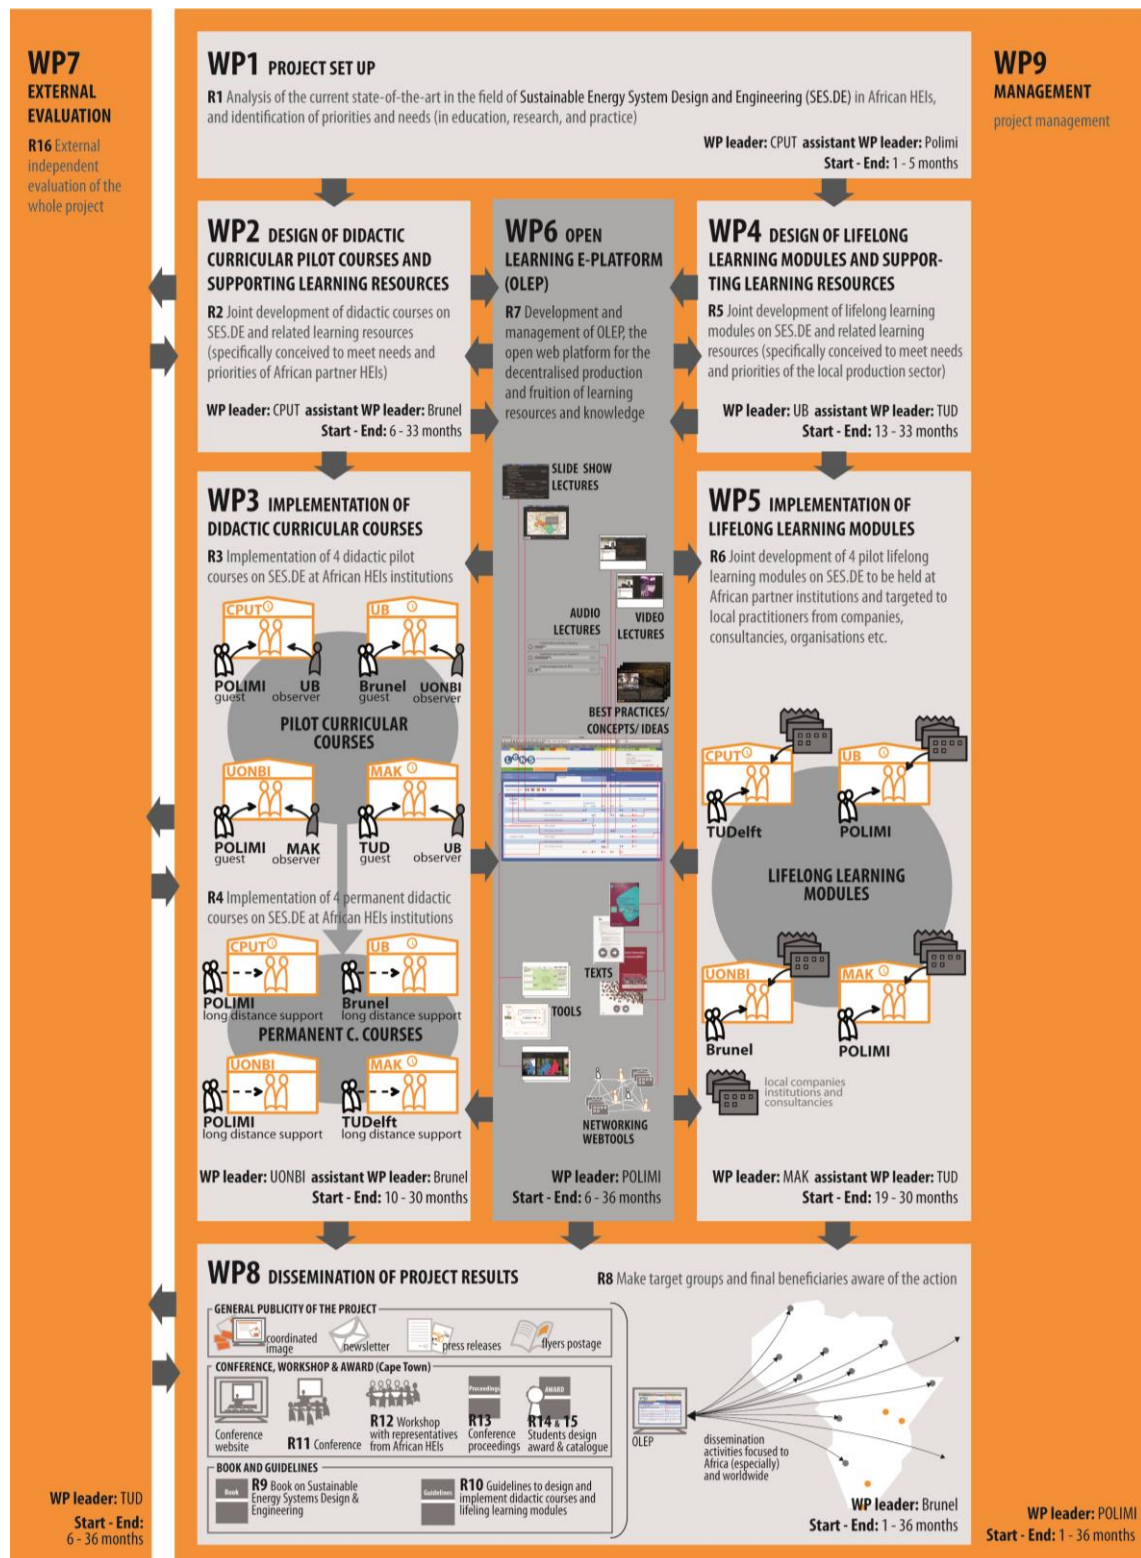 WP7
EXTERNAL
EVALUATION
R16 External
independent
evaluation of the
whole project
WP leader: TUD
Start - End:
6 - 36 months
WP1 PROJECT SET UP
R1 Analysis of the current state-of-the-art in the field of Sustainable Energy System Design and Engineering (SES.DE) in African HEIs,
and identification of priorities and needs (in education, research, and practice)
WP leader: CPUT assistant WP leader: Polimi
Start - End: 1 - 5 months
WP9
MANAGEMENT
project management
WP leader: POLIMI
Start - End: 1 - 36 months
WP2 DESIGN OF DIDACTIC
CURRICULAR PILOT COURSES AND
SUPPORTING LEARNING RESOURCES
R2 Joint development of didactic courses on
SES.DE and related learning resources
(specifically conceived to meet needs and
priorities of African partner HEIs)
WP leader: CPUT assistant WP leader: Brunel
Start - End: 6 - 33 months
WP6 OPEN
LEARNING E-PLATFORM
(OLEP)
R7 Development and
management of OLEP, the
open web platform for the
decentralised production
and fruition of learning
resources and knowledge
SLIDE SHOW
LECTURES
AUDIO
LECTURES
VIDEO
LECTURES
BEST PRACTICES/
CONCEPTS/ IDEAS
LENS
TEXTS
TOOLS
NETWORKING
WEBTOOLS
WP leader: POLIMI
Start - End: 6 - 36 months
WP4 DESIGN OF LIFELONG
LEARNING MODULES AND SUPPOR-
TING LEARNING RESOURCES
R5 Joint development of lifelong learning
modules on SES.DE and related learning
resources (specifically conceived to meet needs
and priorities of the local production sector)
WP leader: UB assistant WP leader: TUD
Start - End: 13 - 33 months
WP3 IMPLEMENTATION OF
DIDACTIC CURRICULAR COURSES
R3 Implementation of 4 didactic pilot
courses on SES.DE at African HEIs institutions
CPUT
UB
POLIMI
guest
UB
observer
Brunel
guest
UONBI
observer
PILOT CURRICULAR
COURSES
UONBI
MAK
POLIMI
guest
MAK
observer
TUD
guest
UB
observer
R4 Implementation of 4 permanent didactic
courses on SES.DE at African HEIs institutions
CPUT
UB
POLIMI
long distance support
Brunel
long distance support
PERMANENT C. COURSES
UONBI
MAK
POLIMI
long distance support
TUDelft
long distance support
WP leader: UONBI assistant WP leader: Brunel
Start - End: 10 - 30 months
WP5 IMPLEMENTATION OF
LIFELONG LEARNING MODULES
R6 Joint development of 4 pilot lifelong
learning modules on SES.DE to be held at
African partner institutions and targeted to
local practitioners from companies,
consultancies, organisations etc.
CPUT
UB
TUDelft
POLIMI
LIFELONG LEARNING
MODULES
UONBI
MAK
Brunel
POLIMI
local companies
institutions and
consultancies
WP leader: MAK assistant WP leader: TUD
Start - End: 19 - 30 months
WP8 DISSEMINATION OF PROJECT RESULTS
R8 Make target groups and final beneficiaries aware of the action
GENERAL PUBLICITY OF THE PROJECT
coordinated
image
newsletter
press releases
flyers postage
CONFERENCE, WORKSHOP & AWARD (Cape Town)
Conference
website
R11 Conference
R12 Workshop
with representatives
from African HEIs
Proceedings
R13
Conference
proceedings
AWARD
R14 & 15
Students design
award & catalogue
BOOK AND GUIDELINES
Book
R9 Book on Sustainable
Energy Systems Design &
Engineering
Guidelines
R10 Guidelines to design and
implement didactic courses and
lifeling learning modules
OLEP
dissemination
activities focused to
Africa (especially)
and worldwide
WP leader: Brunel
Start - End: 1 - 36 months